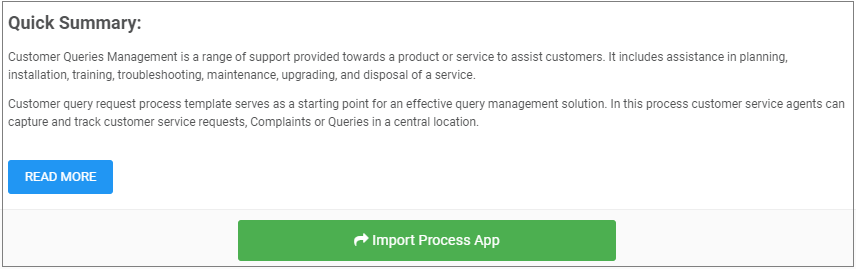 Quick Summary:
Customer Queries Management is a range of support provided towards a product or service to assist customers. It includes assistance in planning,
installation, training, troubleshooting, maintenance, upgrading, and disposal of a service.
Customer query request process template serves as a starting point for an effective query management solution. In this process customer service agents can
capture and track customer service requests, Complaints or Queries in a central location.
READ MORE
Import Process App